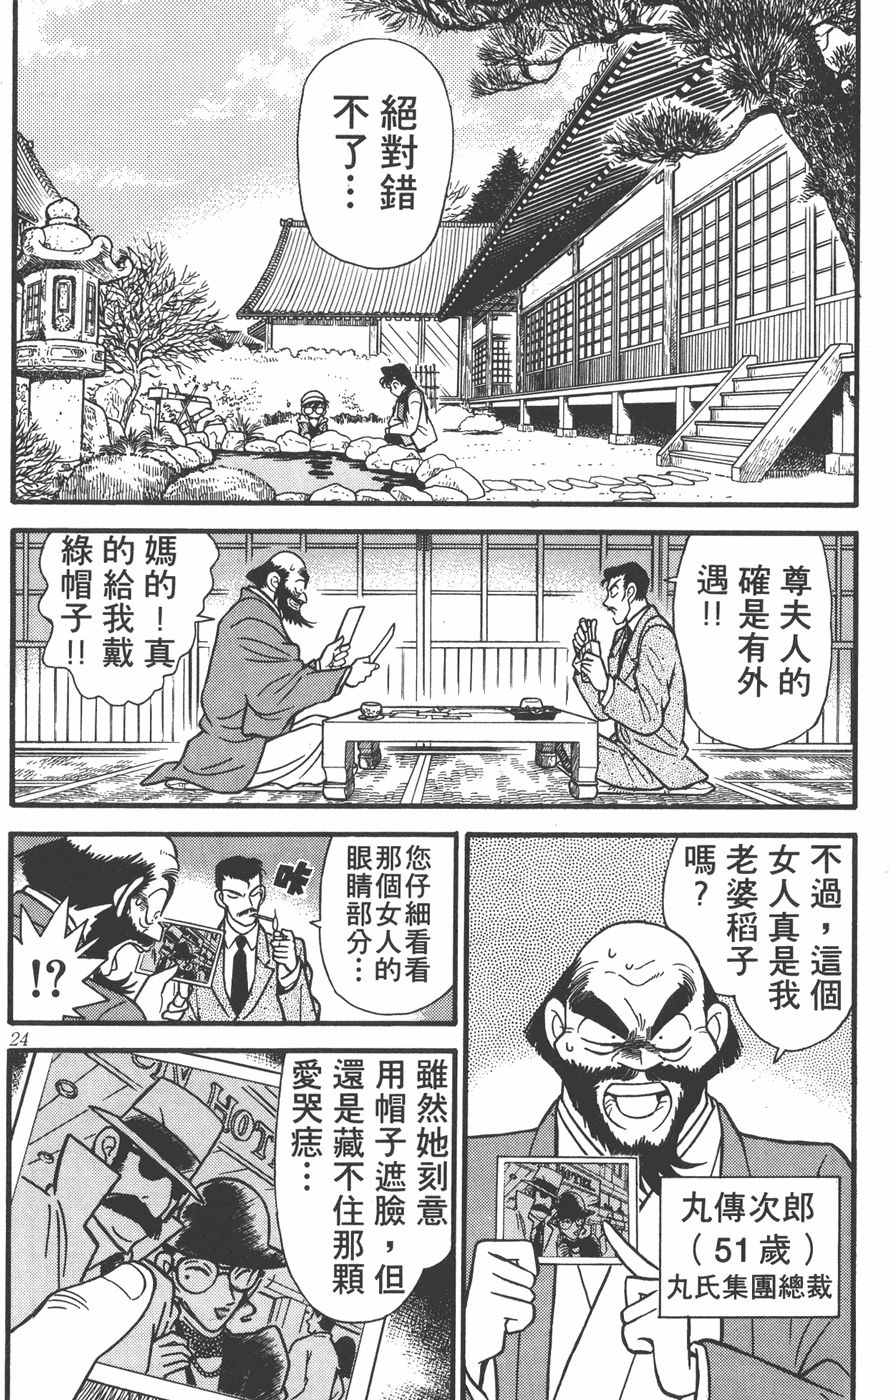 絕對錯
不了…
尊夫人的
確是有外
遇!!
媽的！真
的給我戴
綠帽子!!
不過，這個
女人真是我
老婆稻子
嗎？
丸傳次郎
（51歲）
丸氏集團總裁
HOTEL
您仔細看看
那個女人的
眼睛部分…
咔
!?
24
雖然她刻意
用帽子遮臉，但
還是藏不住那顆
愛哭痣…
HOTE